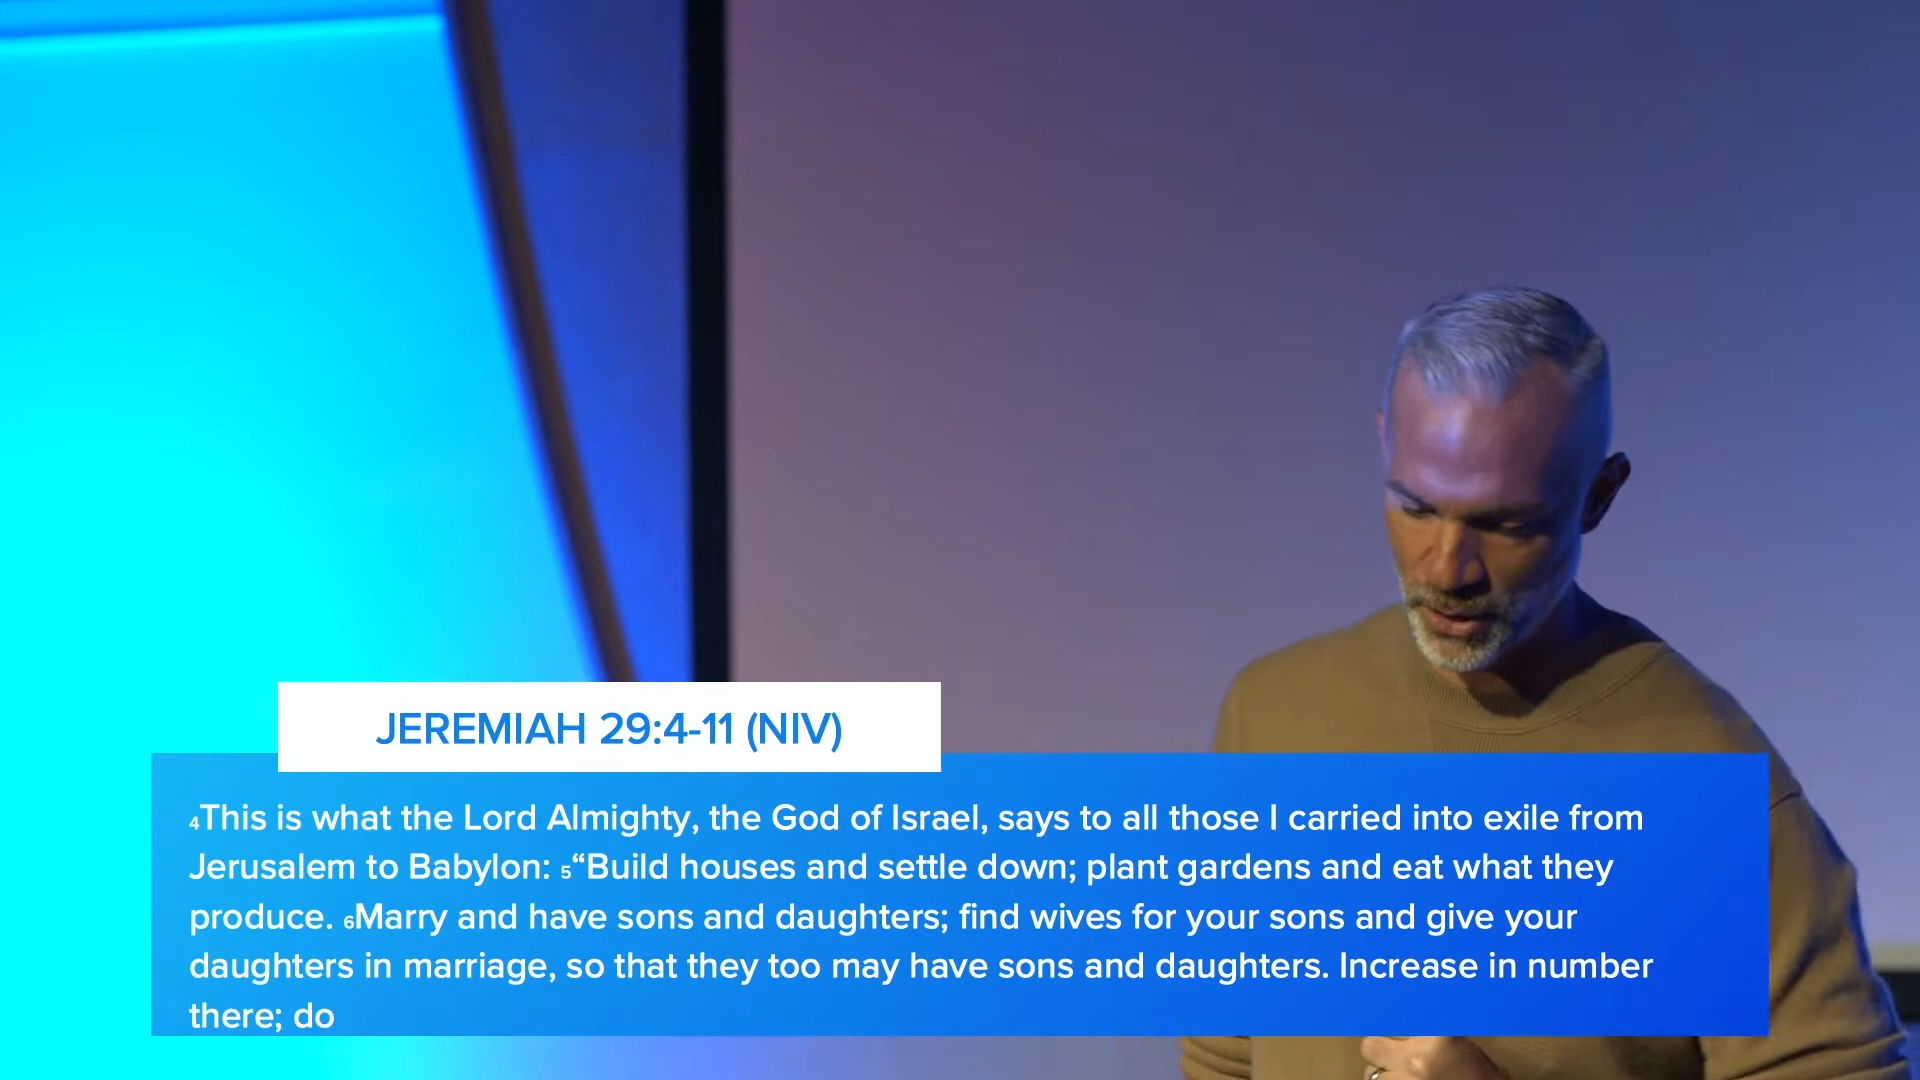 JEREMIAH 29:4-11 (NIV)
4This is what the Lord Almighty, the God of Israel, says to all those I carried into exile from
Jerusalem to Babylon: 5“Build houses and settle down; plant gardens and eat what they
produce. 6Marry and have sons and daughters; find wives for your sons and give your
daughters in marriage, so that they too may have sons and daughters. Increase in number
there; do